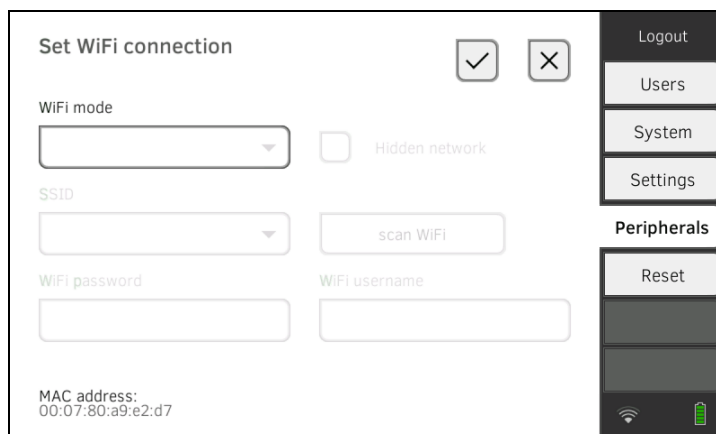 Set WiFi connection
WiFi mode
Hidden network
SSID
scan WiFi
WiFi password
WiFi username
MAC address:
00:07:80:a9:e2:d7
Logout
Users
System
Settings
Peripherals
Reset